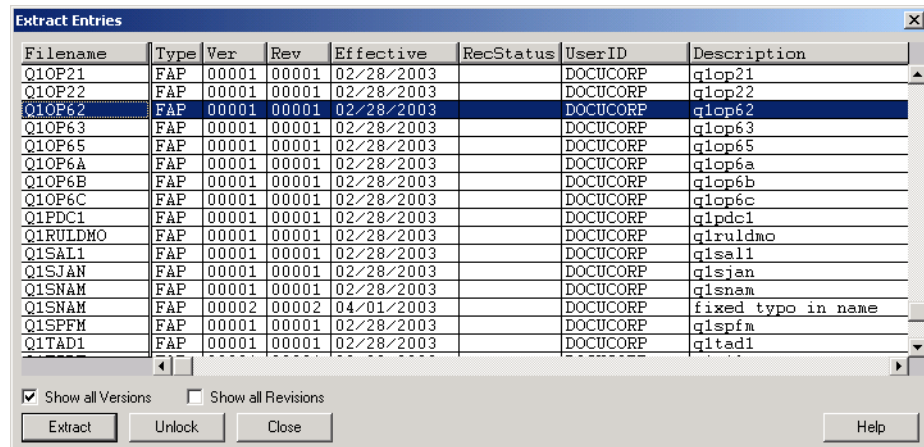 Extract Entries
Filename Type Ver Rev Effective RecStatus UserID Description
Q1OP21 FAP 00001 00001 02/28/2003 DOCUCORP q1op21
Q1OP22 FAP 00001 00001 02/28/2003 DOCUCORP q1op22
Q1OP62 FAP 00001 00001 02/28/2003 DOCUCORP q1op62
Q1OP63 FAP 00001 00001 02/28/2003 DOCUCORP q1op63
Q1OP65 FAP 00001 00001 02/28/2003 DOCUCORP q1op65
Q1OP6A FAP 00001 00001 02/28/2003 DOCUCORP q1op6a
Q1OP6B FAP 00001 00001 02/28/2003 DOCUCORP q1op6b
Q1OP6C FAP 00001 00001 02/28/2003 DOCUCORP q1op6c
Q1PDC1 FAP 00001 00001 02/28/2003 DOCUCORP q1pdc1
Q1RULDMO FAP 00001 00001 02/28/2003 DOCUCORP q1ruldmo
Q1SAL1 FAP 00001 00001 02/28/2003 DOCUCORP q1sal1
Q1SJAN FAP 00001 00001 02/28/2003 DOCUCORP q1sjan
Q1SNAM FAP 00001 00001 02/28/2003 DOCUCORP q1snam
Q1SNAM FAP 00002 00002 04/01/2003 DOCUCORP fixed typo in name
Q1SPFM FAP 00001 00001 02/28/2003 DOCUCORP q1spfm
Q1TAD1 FAP 00001 00001 02/28/2003 DOCUCORP q1tad1
Show all Versions Show all Revisions
Extract Unlock Close Help